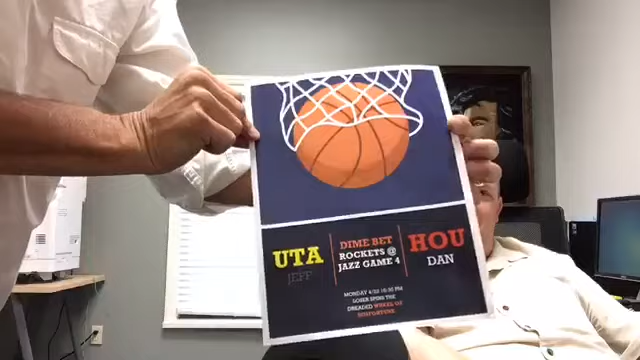 UTA
JEFF
DIME BET
ROCKETS @
JAZZ GAME 4
HOU
DAN
MONDAY 4/22 10:30 PM
LOSER SPINS THE
DREADED WHEEL OF
MISFORTUNE